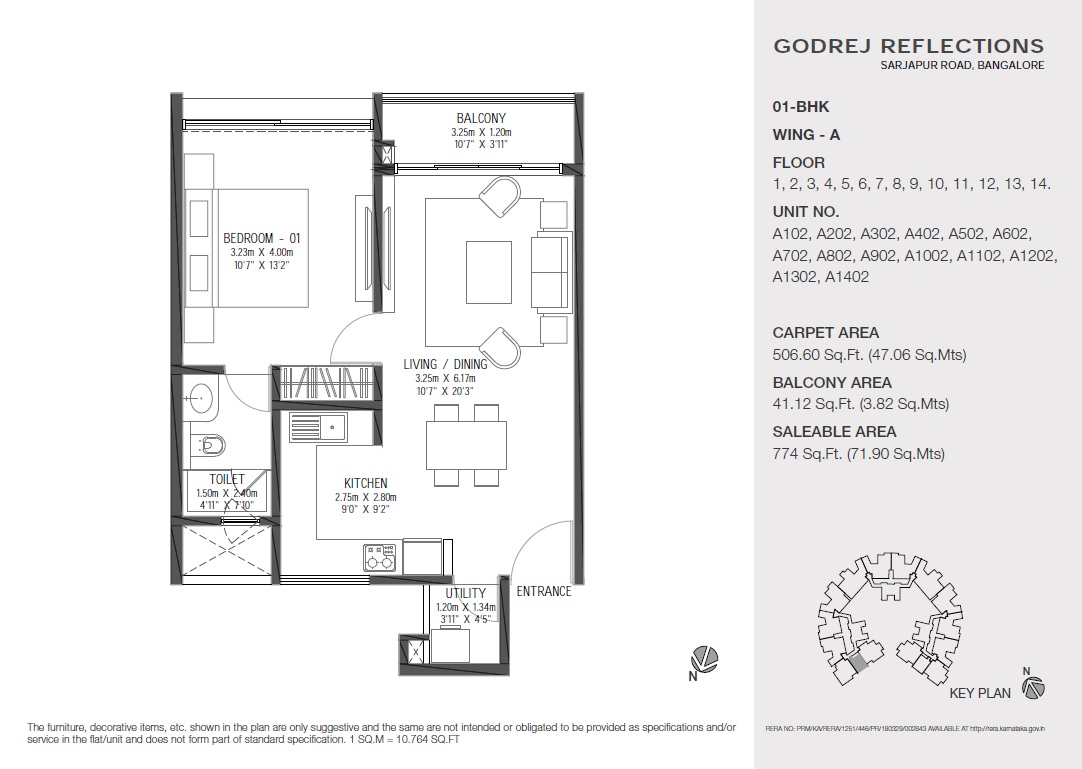 GODREJ REFLECTIONS
SARJAPUR ROAD, BANGALORE
01-BHK
WING - A
FLOOR
1, 2, 3, 4, 5, 6, 7, 8, 9, 10, 11, 12, 13, 14.
UNIT NO.
A102, A202, A302, A402, A502, A602,
A702, A802, A902, A1002, A1102, A1202,
A1302, A1402
CARPET AREA
506.60 Sq.Ft. (47.06 Sq.Mts)
BALCONY AREA
41.12 Sq.Ft. (3.82 Sq.Mts)
SALEABLE AREA
774 Sq.Ft. (71.90 Sq.Mts)
BALCONY
3.25m X 1.20m
10'7" X 3'11"
BEDROOM - 01
3.23m X 4.00m
10'7" X 13'2"
LIVING / DINING
3.25m X 6.17m
10'7" X 20'3"
TOILET
1.50m X 2.40m
4'11" X 7'10"
KITCHEN
2.75m X 2.80m
9'0" X 9'2"
UTILITY
1.20m X 1.34m
3'11" X 4'5"
ENTRANCE
X
N
N
KEY PLAN
The furniture, decorative items, etc. shown in the plan are only suggestive and the same are not intended or obligated to be provided as specifications and/or
service in the flat/unit and does not form part of standard specification. 1 SQ.M = 10.764 SQ.FT
RERA NO: PRM/KA/RERA/1251/446/PR/180329/002643 AVAILABLE AT http://rera.karnataka.gov.in